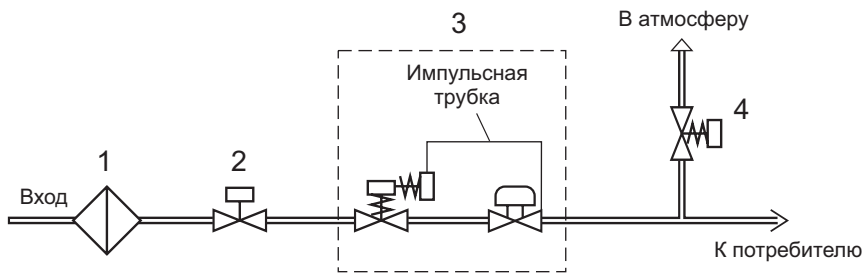 3
В атмосферу
Импульсная
трубка
4
1
2
Вход
К потребителю